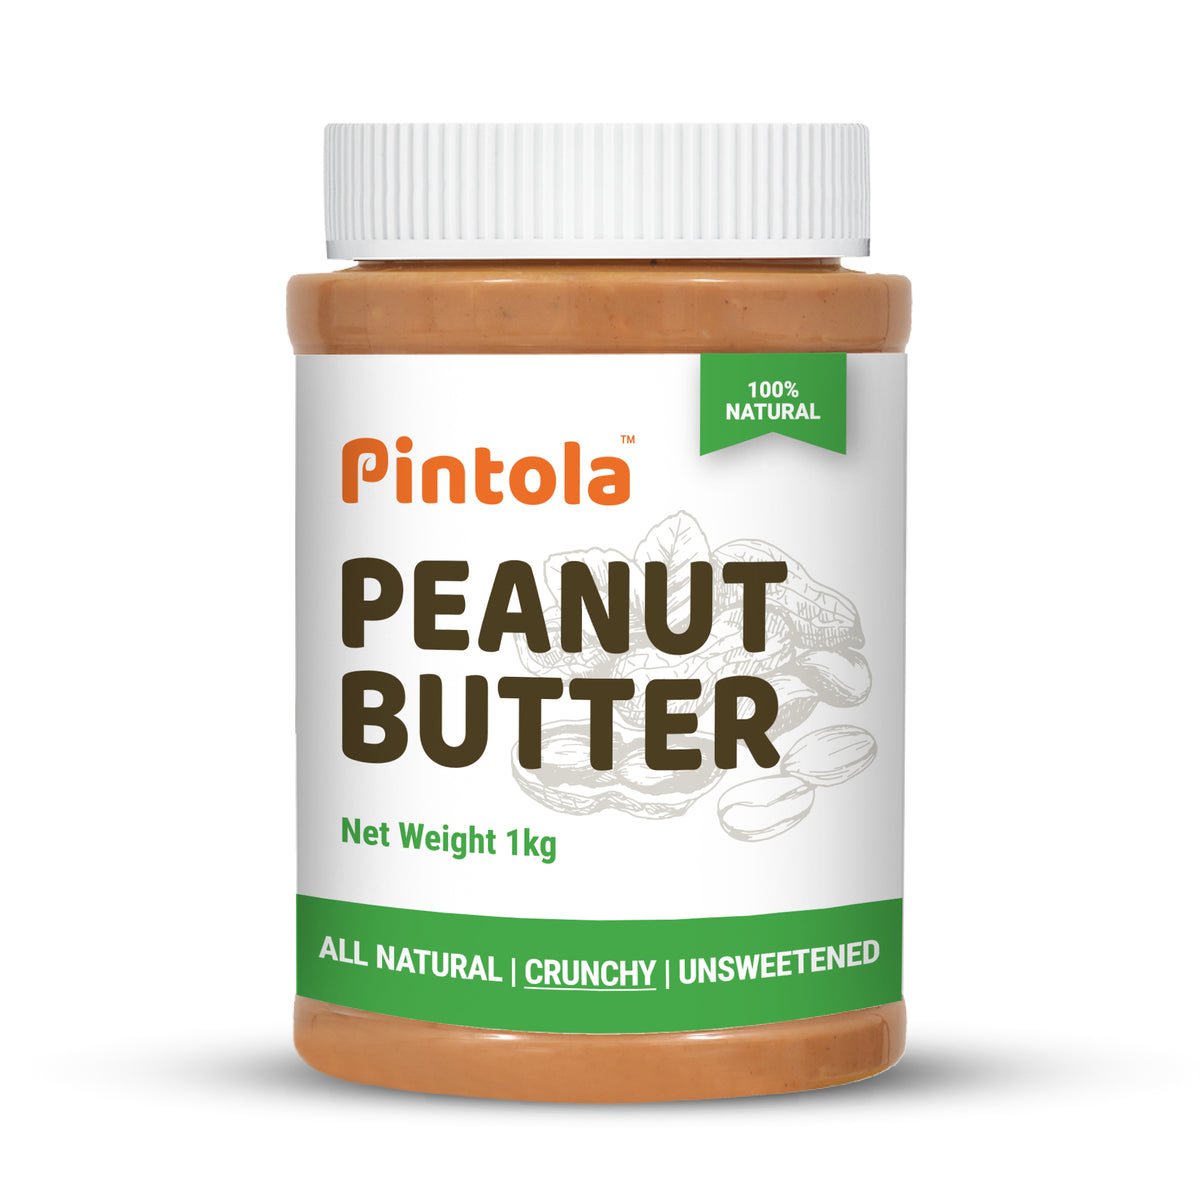 100%
NATURAL
Pintola™
PEANUT
BUTTER
Net Weight 1kg
ALL NATURAL | CRUNCHY | UNSWEETENED